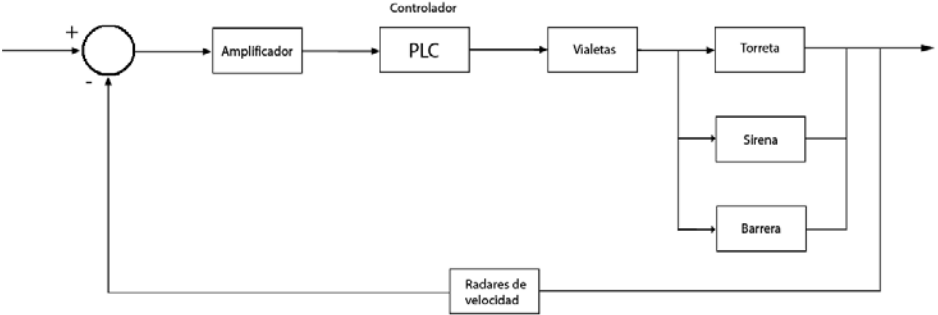 Controlador
+
-
Amplificador
PLC
Vialetas
Torreta
Sirena
Barrera
Radares de
velocidad